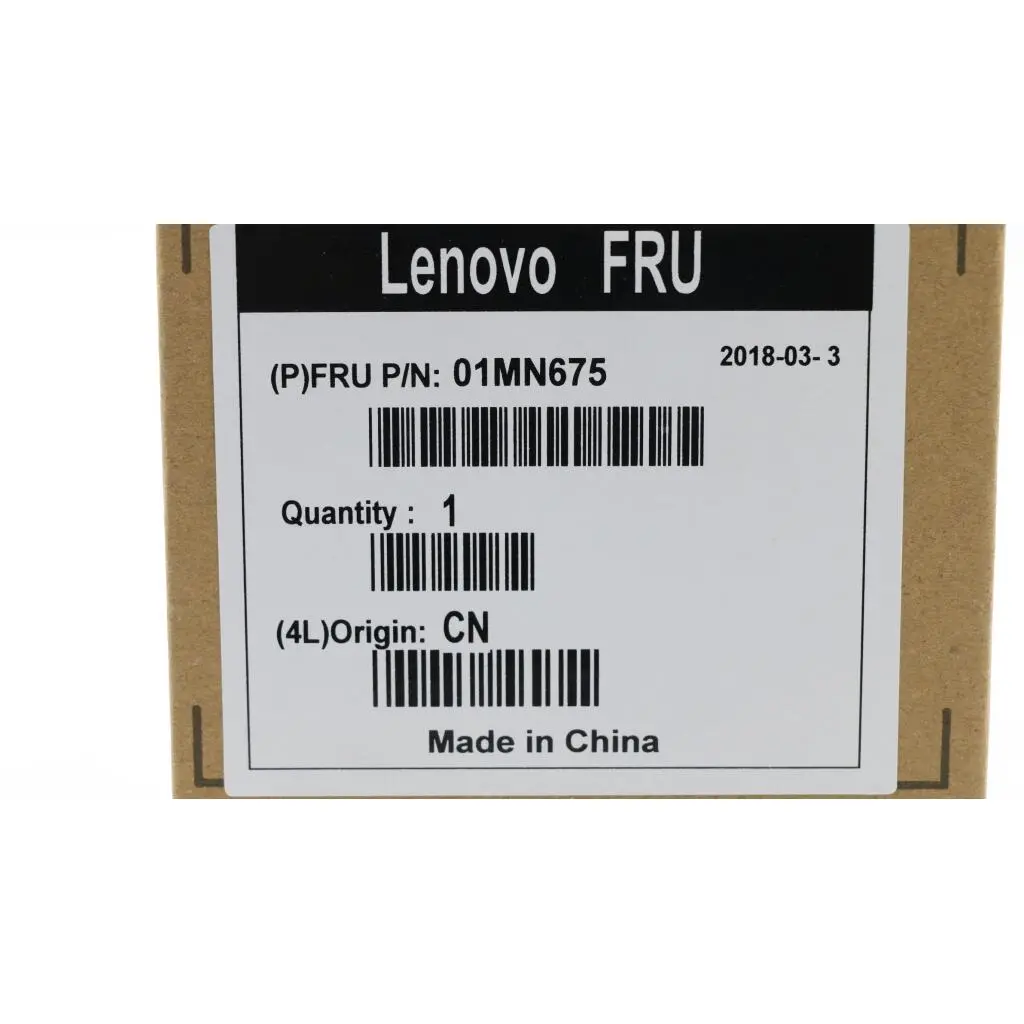 Lenovo FRU
2018-03- 3
(P)FRU P/N: 01MN675
Quantity : 1
(4L)Origin: CN
Made in China